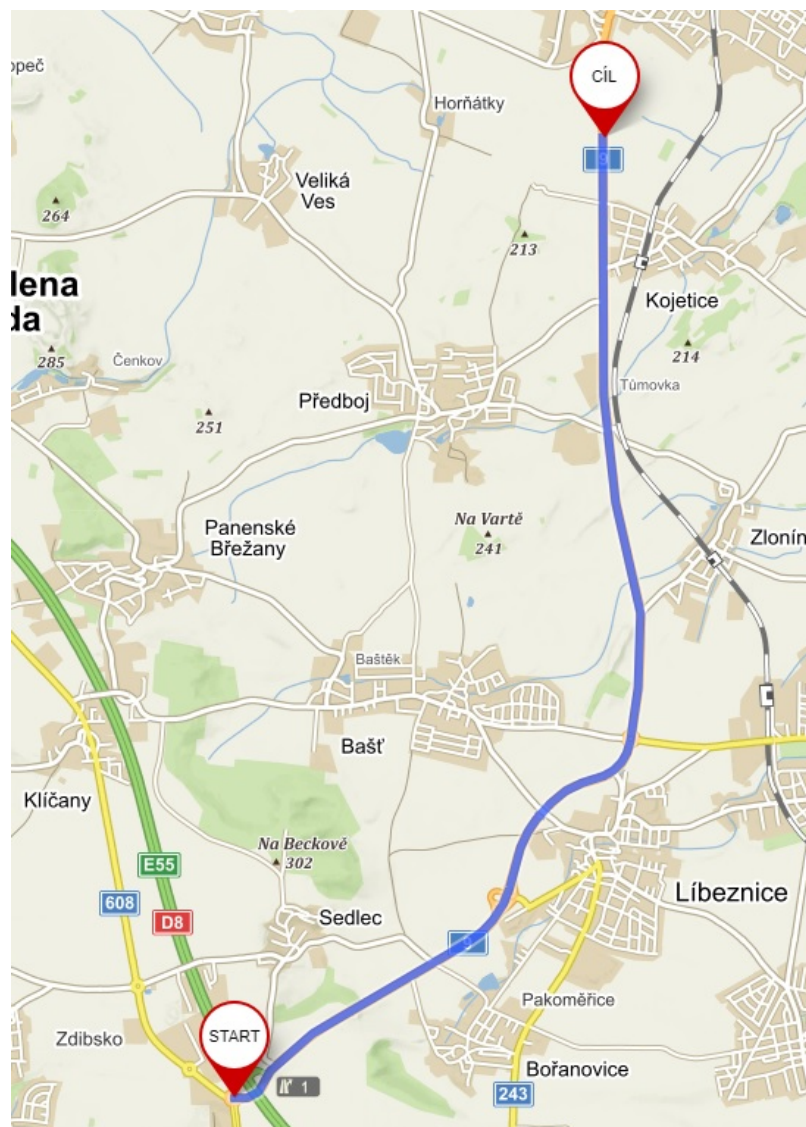 opeč
CÍL
Horňátky
9
Veliká
Ves
264
213
lena
da
Kojetice
285
Čenkov
214
Tůmovka
Předboj
251
Na Vartě
241
Panenské
Břežany
Zlonín
Baštěk
Bašť
Klíčany
Na Beckově
302
E55
608
D8
Líbeznice
Sedlec
9
Pakoměřice
START
Zdibsko
Bořanovice
1
243